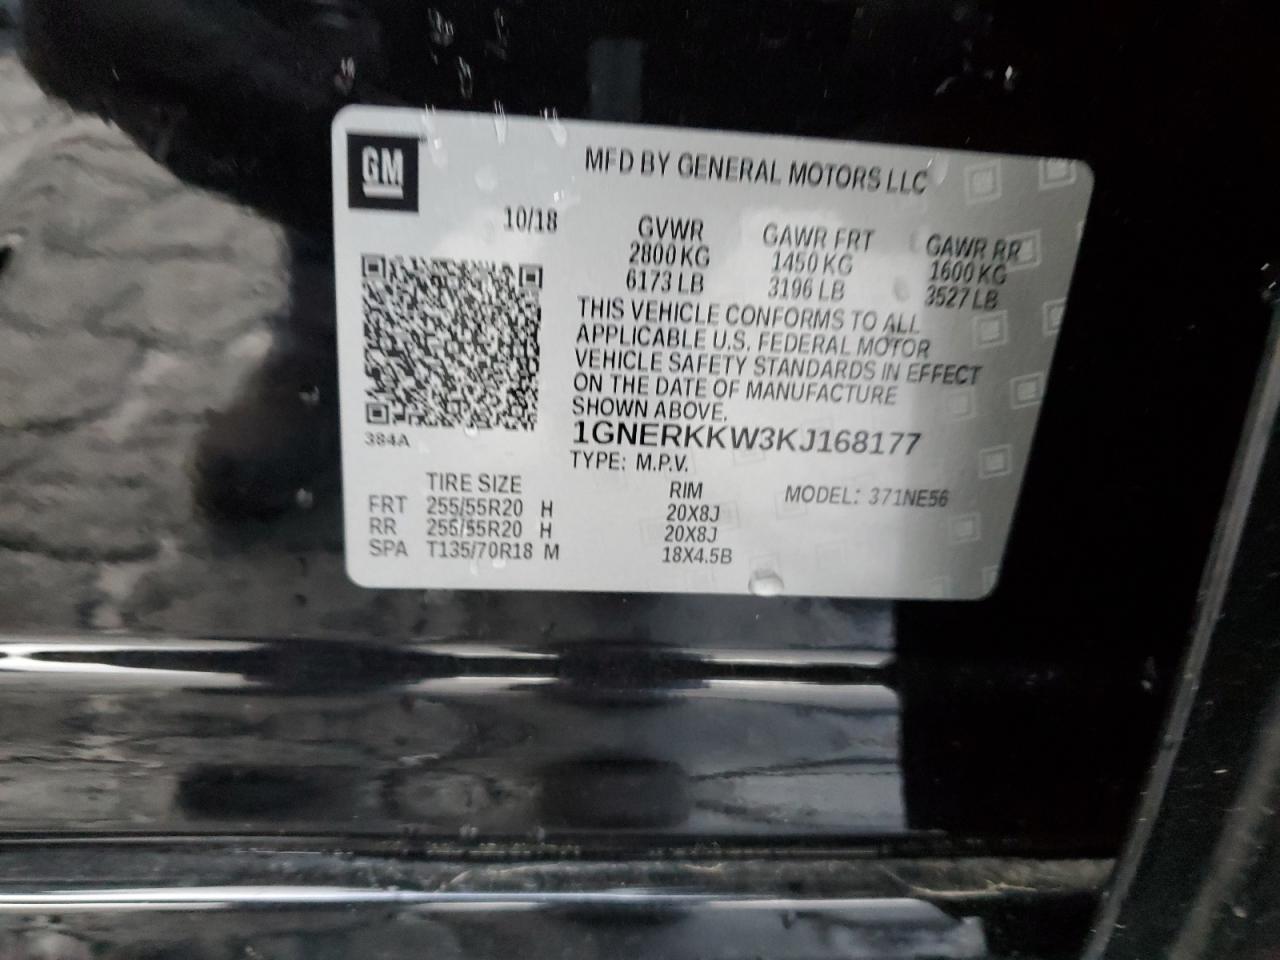 GM
MFD BY GENERAL MOTORS LLC
10/18
GVWR GAWR FRT GAWR RR
2800 KG 1450 KG 1600 KG
6173 LB 3196 LB 3527 LB
THIS VEHICLE CONFORMS TO ALL
APPLICABLE U.S. FEDERAL MOTOR
VEHICLE SAFETY STANDARDS IN EFFECT
ON THE DATE OF MANUFACTURE
SHOWN ABOVE.
384A
1GNERKKW3KJ168177
TYPE: M.P.V.
TIRE SIZE RIM MODEL: 371NE56
FRT 255/55R20 H 20X8J
RR 255/55R20 H 20X8J
SPA T135/70R18 M 18X4.5B